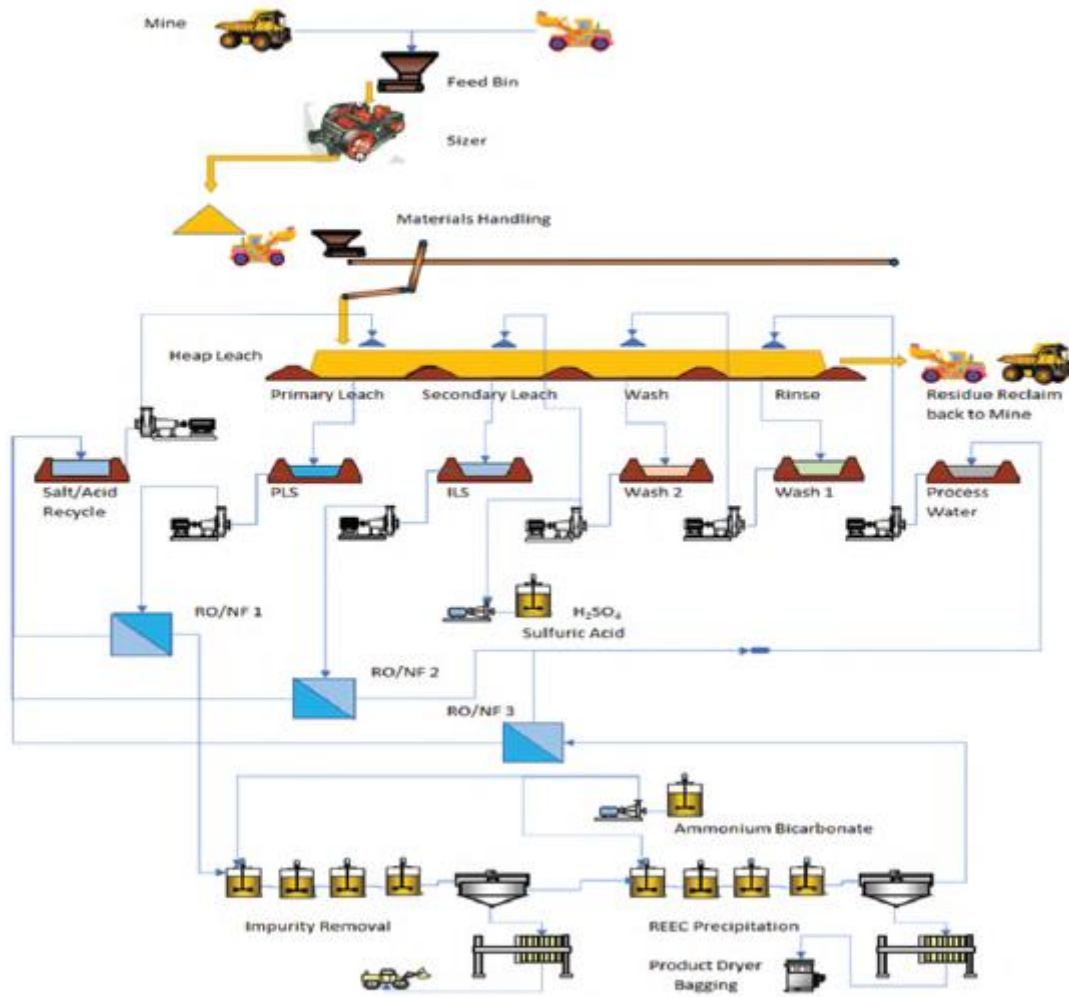 Mine
Feed Bin
Sizer
Materials Handling
Heap Leach
Primary Leach
Secondary Leach
Wash
Rinse
Residue Reclaim
back to Mine
Salt/Acid
Recycle
PLS
ILS
Wash 2
Wash 1
Process
Water
RO/NF 1
H₂SO₄
Sulfuric Acid
RO/NF 2
RO/NF 3
Ammonium Bicarbonate
Impurity Removal
REEC Precipitation
Product Dryer
Bagging